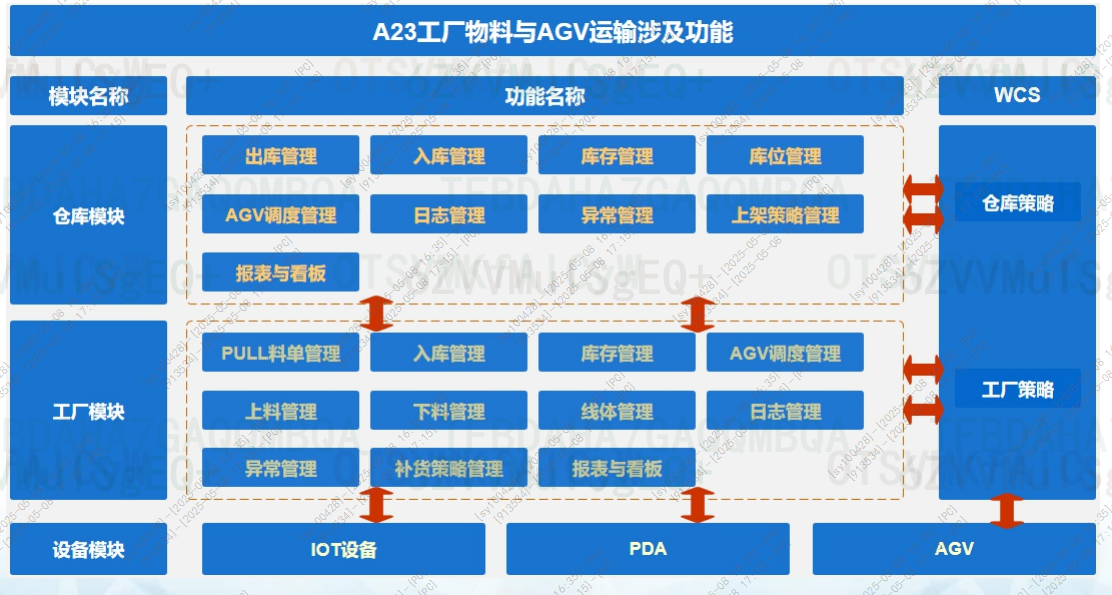 A23工厂物料与AGV运输涉及功能
模块名称
功能名称
WCS
仓库模块
出库管理
入库管理
库存管理
库位管理
AGV调度管理
日志管理
异常管理
上架策略管理
报表与看板
仓库策略
工厂模块
PULL料单管理
入库管理
库存管理
AGV调度管理
上料管理
下料管理
线体管理
日志管理
异常管理
补货策略管理
报表与看板
工厂策略
设备模块
IOT设备
PDA
AGV